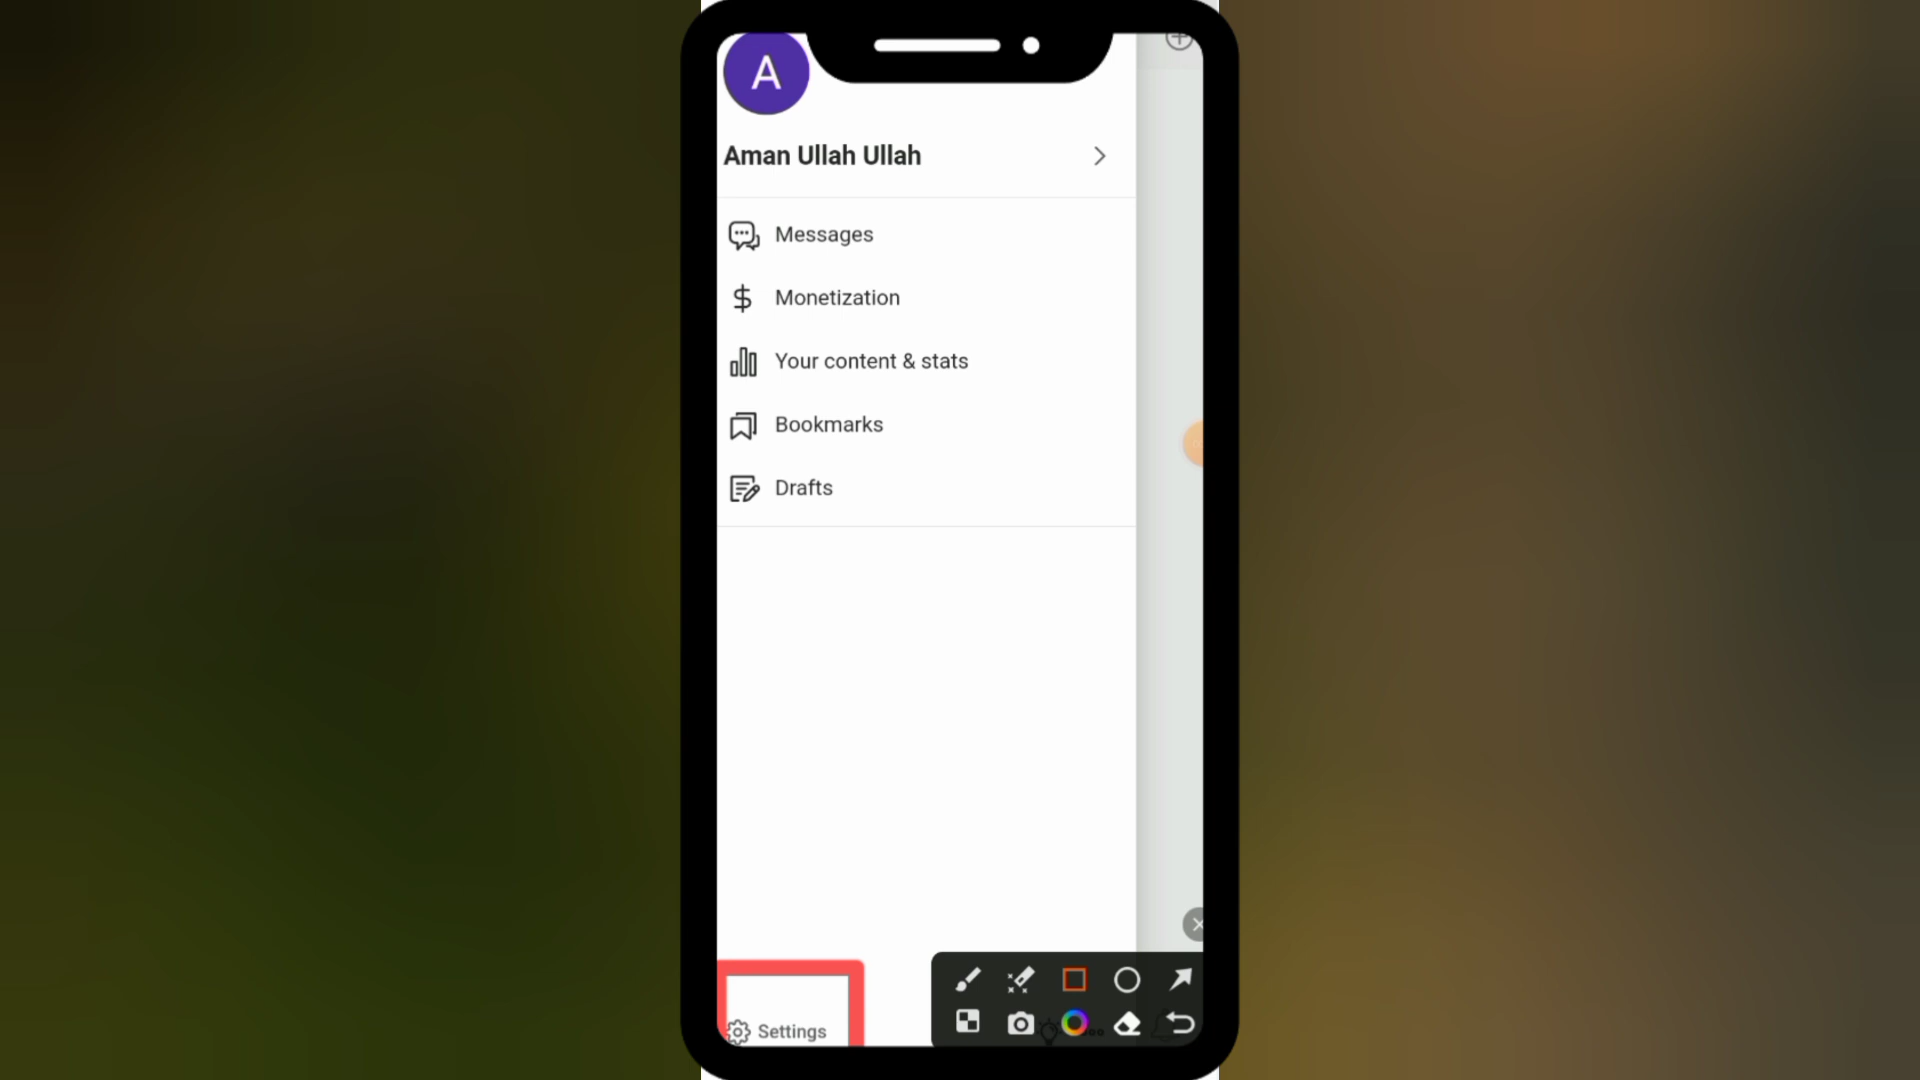 A
Aman Ullah Ullah
Messages
Monetization
Your content & stats
Bookmarks
Drafts
Settings